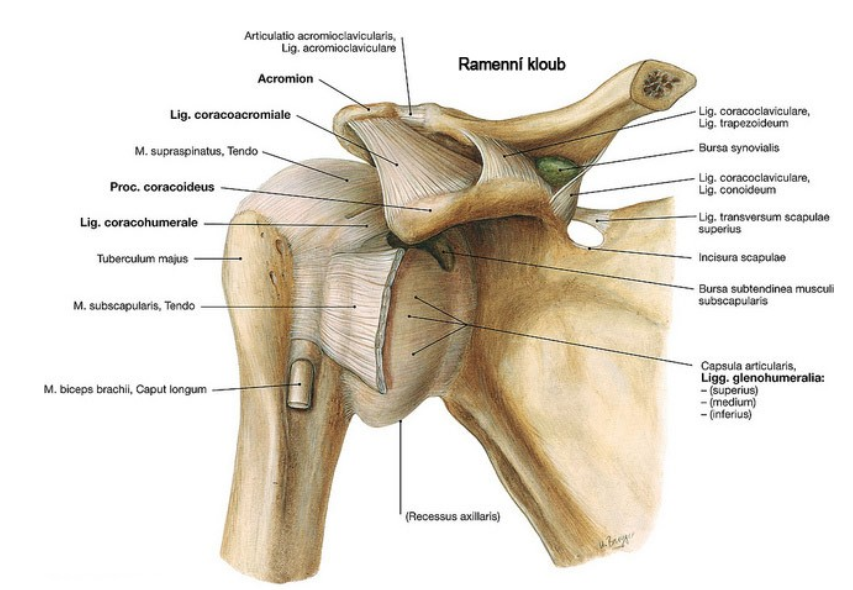 Ramenní kloub
Articulatio acromioclavicularis,
Lig. acromioclaviculare
Acromion
Lig. coracoacromiale
M. supraspinatus, Tendo
Proc. coracoideus
Lig. coracohumerale
Tuberculum majus
M. subscapularis, Tendo
M. biceps brachii, Caput longum
Lig. coracoclaviculare,
Lig. trapezoideum
Bursa synovialis
Lig. coracoclaviculare,
Lig. conoideum
Lig. transversum scapulae
superius
Incisura scapulae
Bursa subtendinea musculi
subscapularis
Capsula articularis,
Ligg. glenohumeralia:
– (superius)
– (medium)
– (inferius)
(Recessus axillaris)